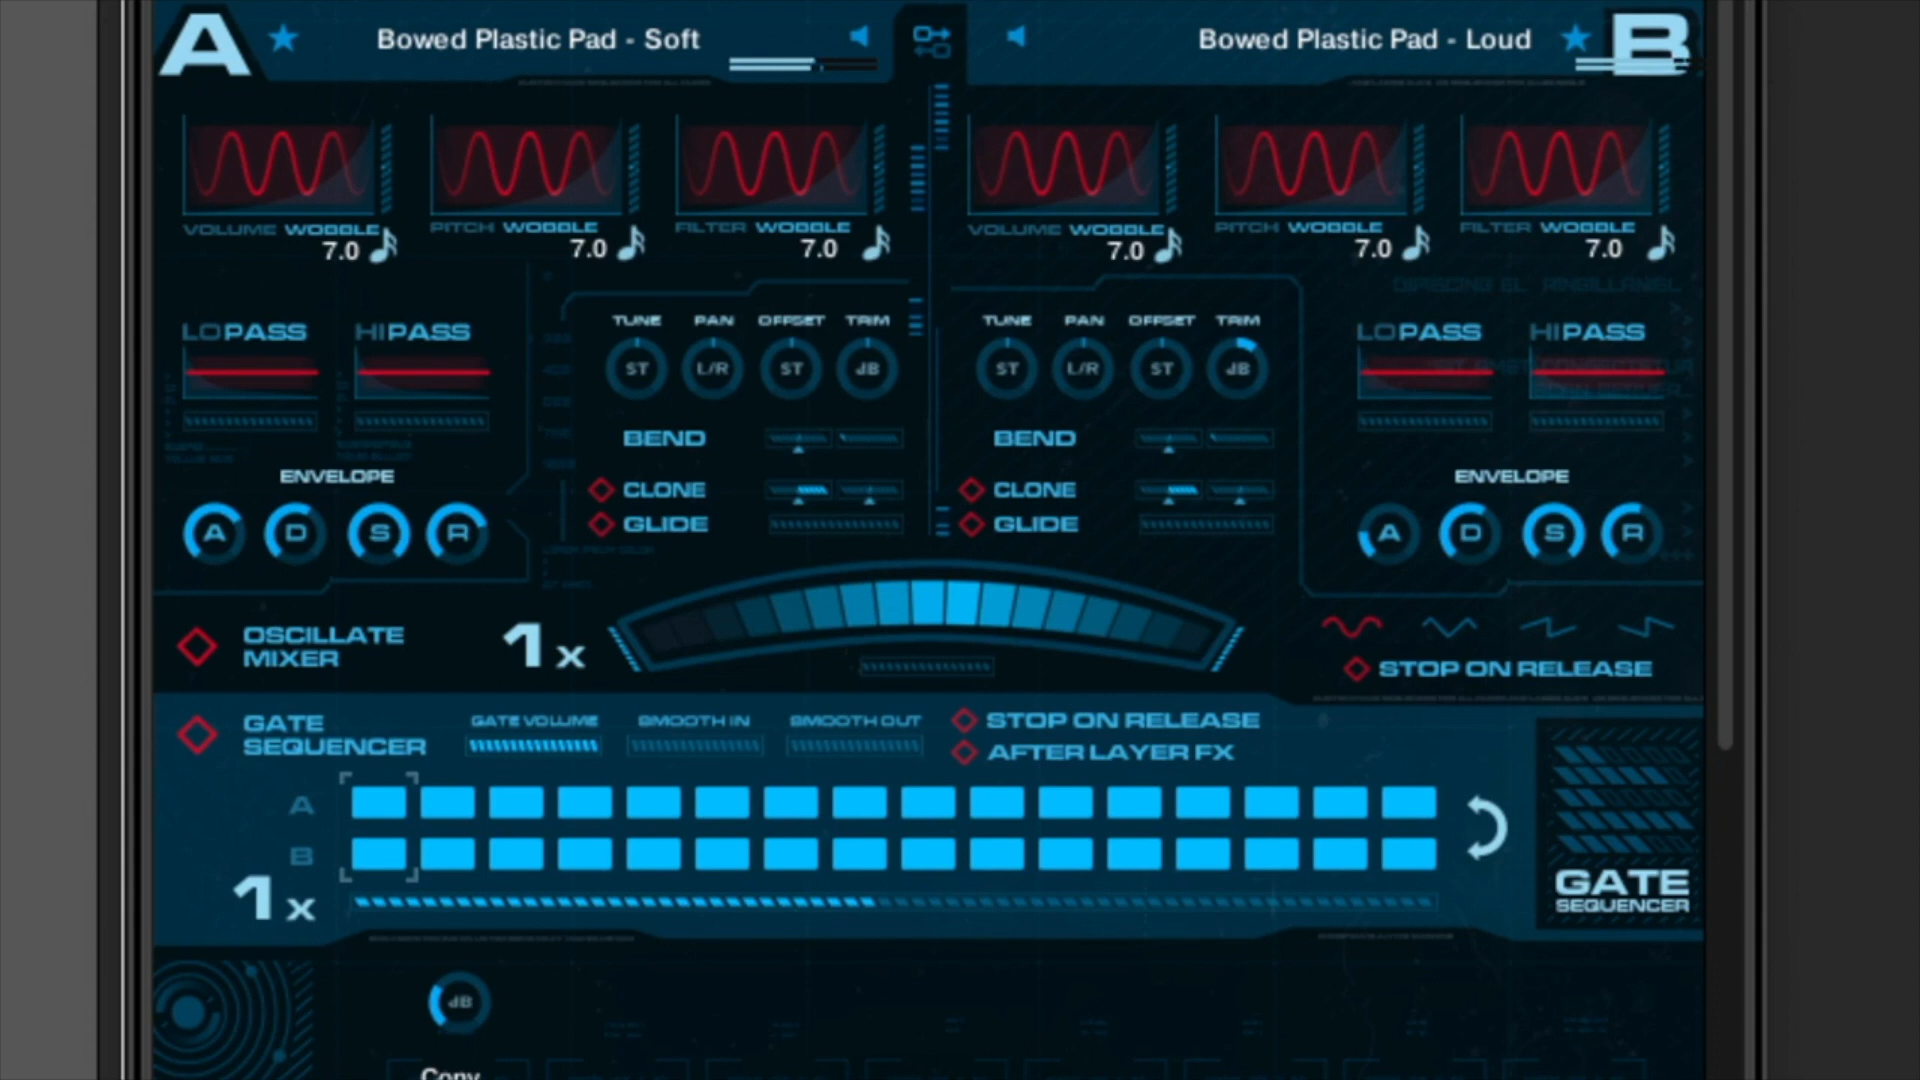 A
Bowed Plastic Pad - Soft
Bowed Plastic Pad - Loud
B
VOLUME WOBBLE
7.0
PITCH WOBBLE
7.0
FILTER WOBBLE
7.0
VOLUME WOBBLE
7.0
PITCH WOBBLE
7.0
FILTER WOBBLE
7.0
LOPASS
HIPASS
TUNE
PAN
OFFSET
TRIM
ST
L/R
ST
dB
TUNE
PAN
OFFSET
TRIM
ST
L/R
ST
dB
LOPASS
HIPASS
BEND
CLONE
GLIDE
BEND
CLONE
GLIDE
ENVELOPE
A
D
S
R
ENVELOPE
A
D
S
R
OSCILLATE
MIXER
1 x
STOP ON RELEASE
GATE
SEQUENCER
GATE VOLUME
SMOOTH IN
SMOOTH OUT
STOP ON RELEASE
AFTER LAYER FX
A
B
1 x
GATE
SEQUENCER
dB
Copy